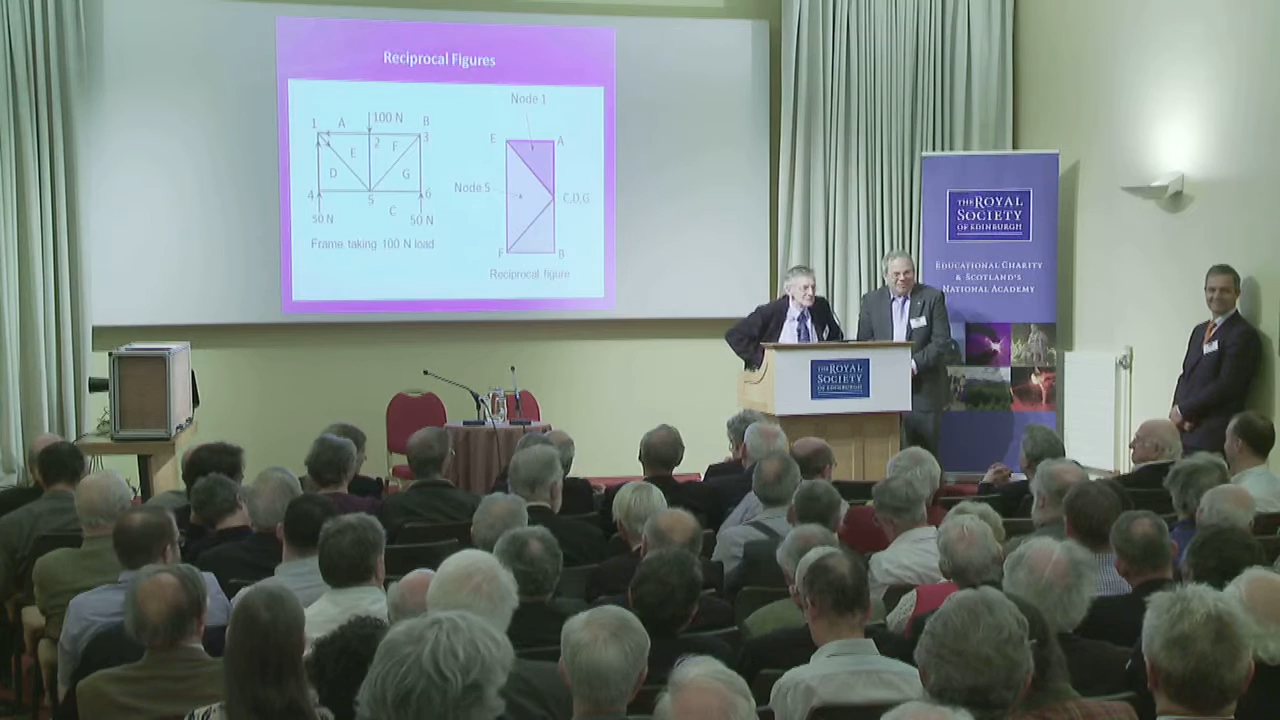 Reciprocal Figures
1 A 100 N B
2 3
E F
D G
4 5 6
C
50 N 50 N
Frame taking 100 N load
Node 1
E A
Node 5
C,D,G
F B
Reciprocal figure
THE ROYAL
SOCIETY
OF EDINBURGH
EDUCATIONAL CHARITY
& SCOTLAND'S
NATIONAL ACADEMY
THE ROYAL
SOCIETY
OF EDINBURGH